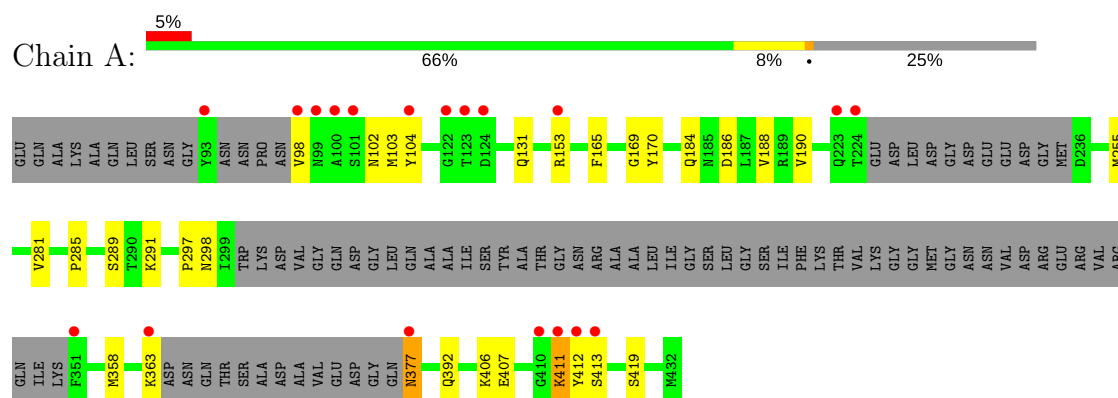 5%
Chain A:
66% 8% • 25%
GLU GLN ALA LYS ALA GLN LEU SER ASN GLY Y93 ASN ASN PRO ASN V98 N99 A100 S101 N102 M103 Y104 G122 T123 D124 Q131 R153 F165 G169 Y170 Q184 N185 D186 L187 V188 R189 V190 Q223 T224 GLU ASP LEU ASP GLY ASP GLU GLU ASP GLY MET D236 M255
V281 P285 S289 T290 K291 P297 N298 I299 TRP LYS ASP VAL GLY GLN ASP GLY LEU GLN ALA ALA ILE SER TYR ALA THR GLY ASN ARG ALA ALA LEU ILE GLY SER LEU GLY SER ILE PHE LYS THR VAL LYS GLY GLY MET GLY ASN ASN VAL ASP ARG GLU ARG VAL ARG
GLN ILE LYS F351 M358 K363 ASP ASN GLN THR SER ALA ASP ALA VAL GLU ASP GLY GLN N377 Q392 K406 E407 G410 K411 Y412 S413 S419 M432